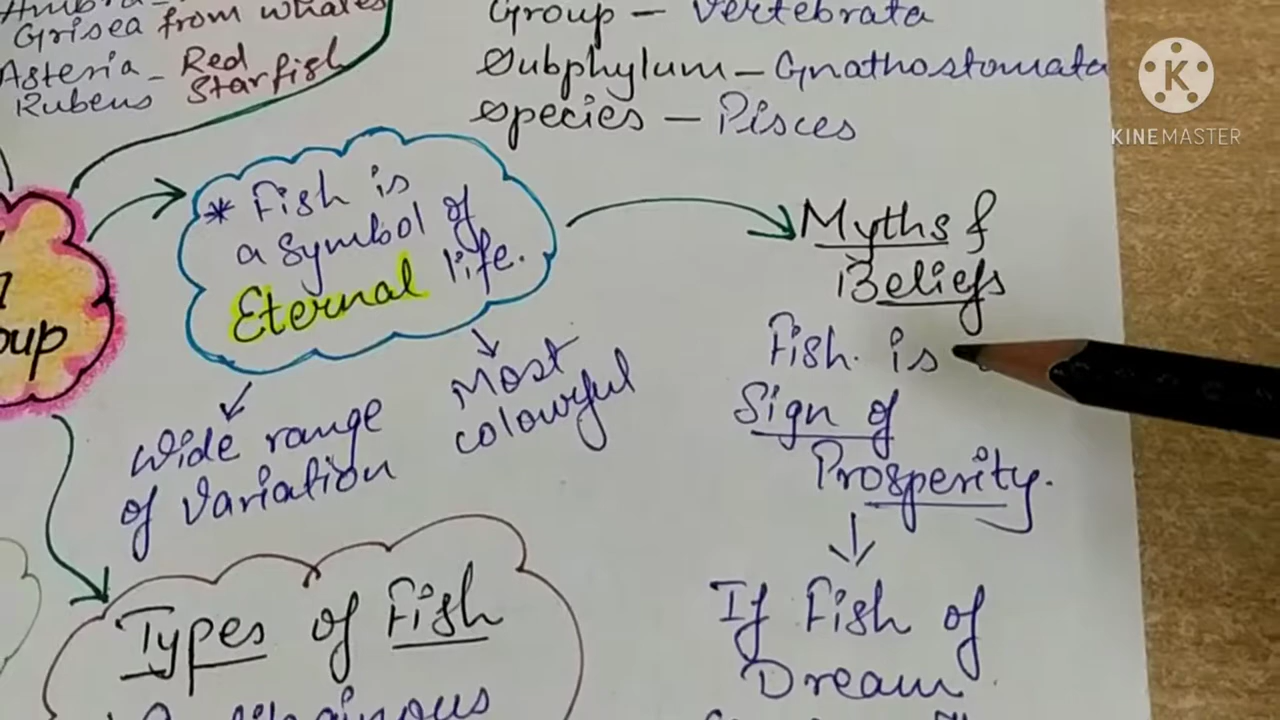 Grisea from whales
Asteria - Red
Rubens Starfish
Group - Vertebrata
Subphylum - Gnathostomata
Species - Pisces
K
KINEMASTER
* Fish is
a symbol of
Eternal life.
Wide range
of variation
Most
colourful
Myths &
Beliefs
Fish is
Sign of
Prosperity.
If Fish of
Dream
Types of Fish